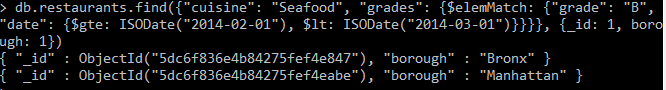 > db.restaurants.find({"cuisine": "Seafood", "grades": {$elemMatch: {"grade": "B",
"date": {$gte: ISODate("2014-02-01"), $lt: ISODate("2014-03-01")}}}}, {_id: 1, boro
ugh: 1})
{ "_id" : ObjectId("5dc6f836e4b84275fef4e847"), "borough" : "Bronx" }
{ "_id" : ObjectId("5dc6f836e4b84275fef4eabe"), "borough" : "Manhattan" }